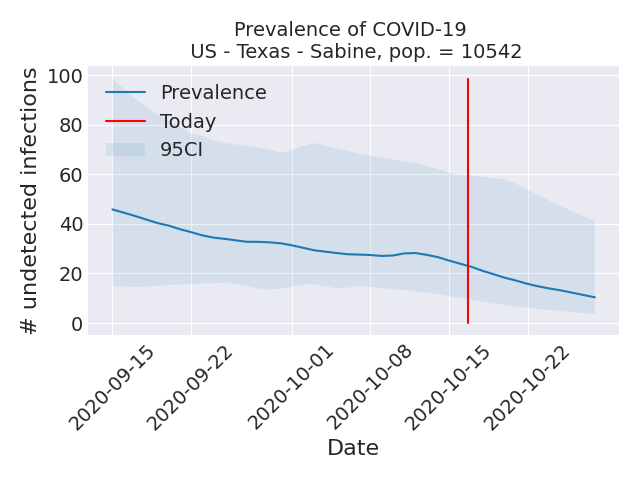 Prevalence of COVID-19
US - Texas - Sabine, pop. = 10542
# undetected infections
100
80
60
40
20
0
Prevalence
Today
95CI
2020-09-15
2020-09-22
2020-10-01
2020-10-08
2020-10-15
2020-10-22
Date